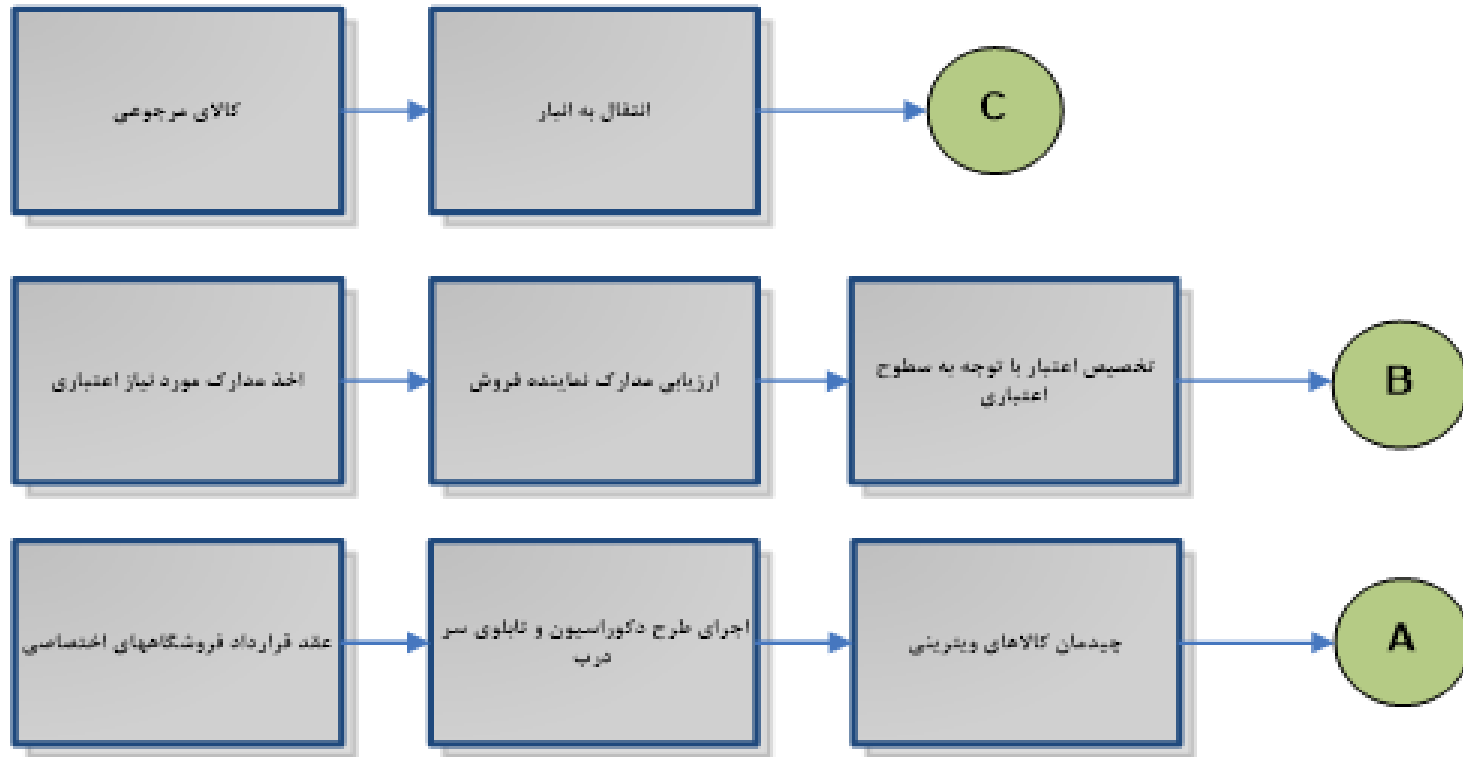 کالای مرجوعی
انتقال به انبار
C
اخذ مدارک مورد نیاز اعتباری
ارزیابی مدارک نماینده فروش
تخصیص اعتبار با توجه به سطوح
اعتباری
B
عقد قرارداد فروشگاههای اختصاصی
اجرای طرح دکوراسیون و تابلوی سر
درب
چیدمان کالاهای ویترینی
A